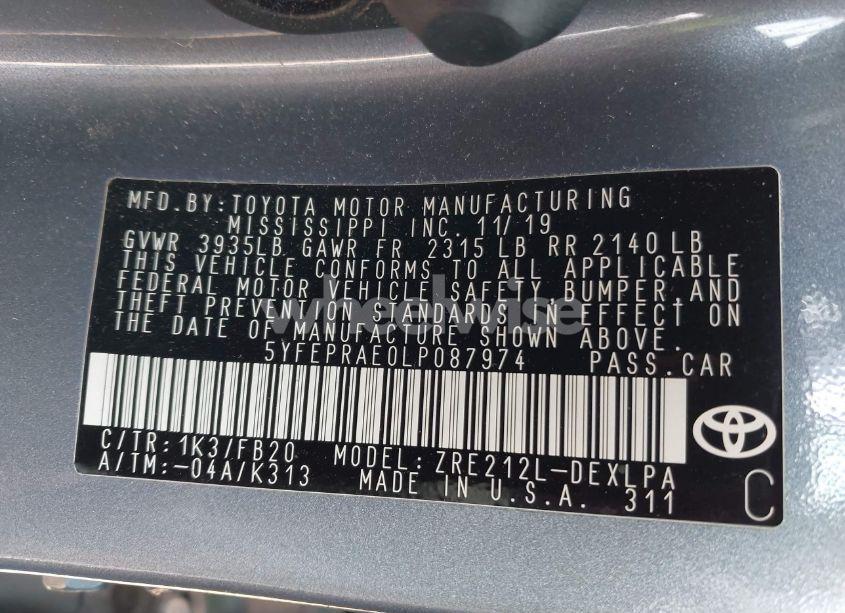 MFD.BY:TOYOTA MOTOR MANUFACTURING
MISSISSIPPI INC. 11/19
GVWR 3935LB GAWR FR 2315 LB RR 2140 LB
THIS VEHICLE CONFORMS TO ALL APPLICABLE
FEDERAL MOTOR VEHICLE SAFETY, BUMPER, AND
THEFT PREVENTION STANDARDS IN EFFECT ON
THE DATE OF MANUFACTURE SHOWN ABOVE.
wheelwise
5YFEPRAE0LP087974 PASS.CAR
C/TR:1K3/FB20 MODEL:ZRE212L-DEXLPA
A/TM:-04A/K313 MADE IN U.S.A. 311
C